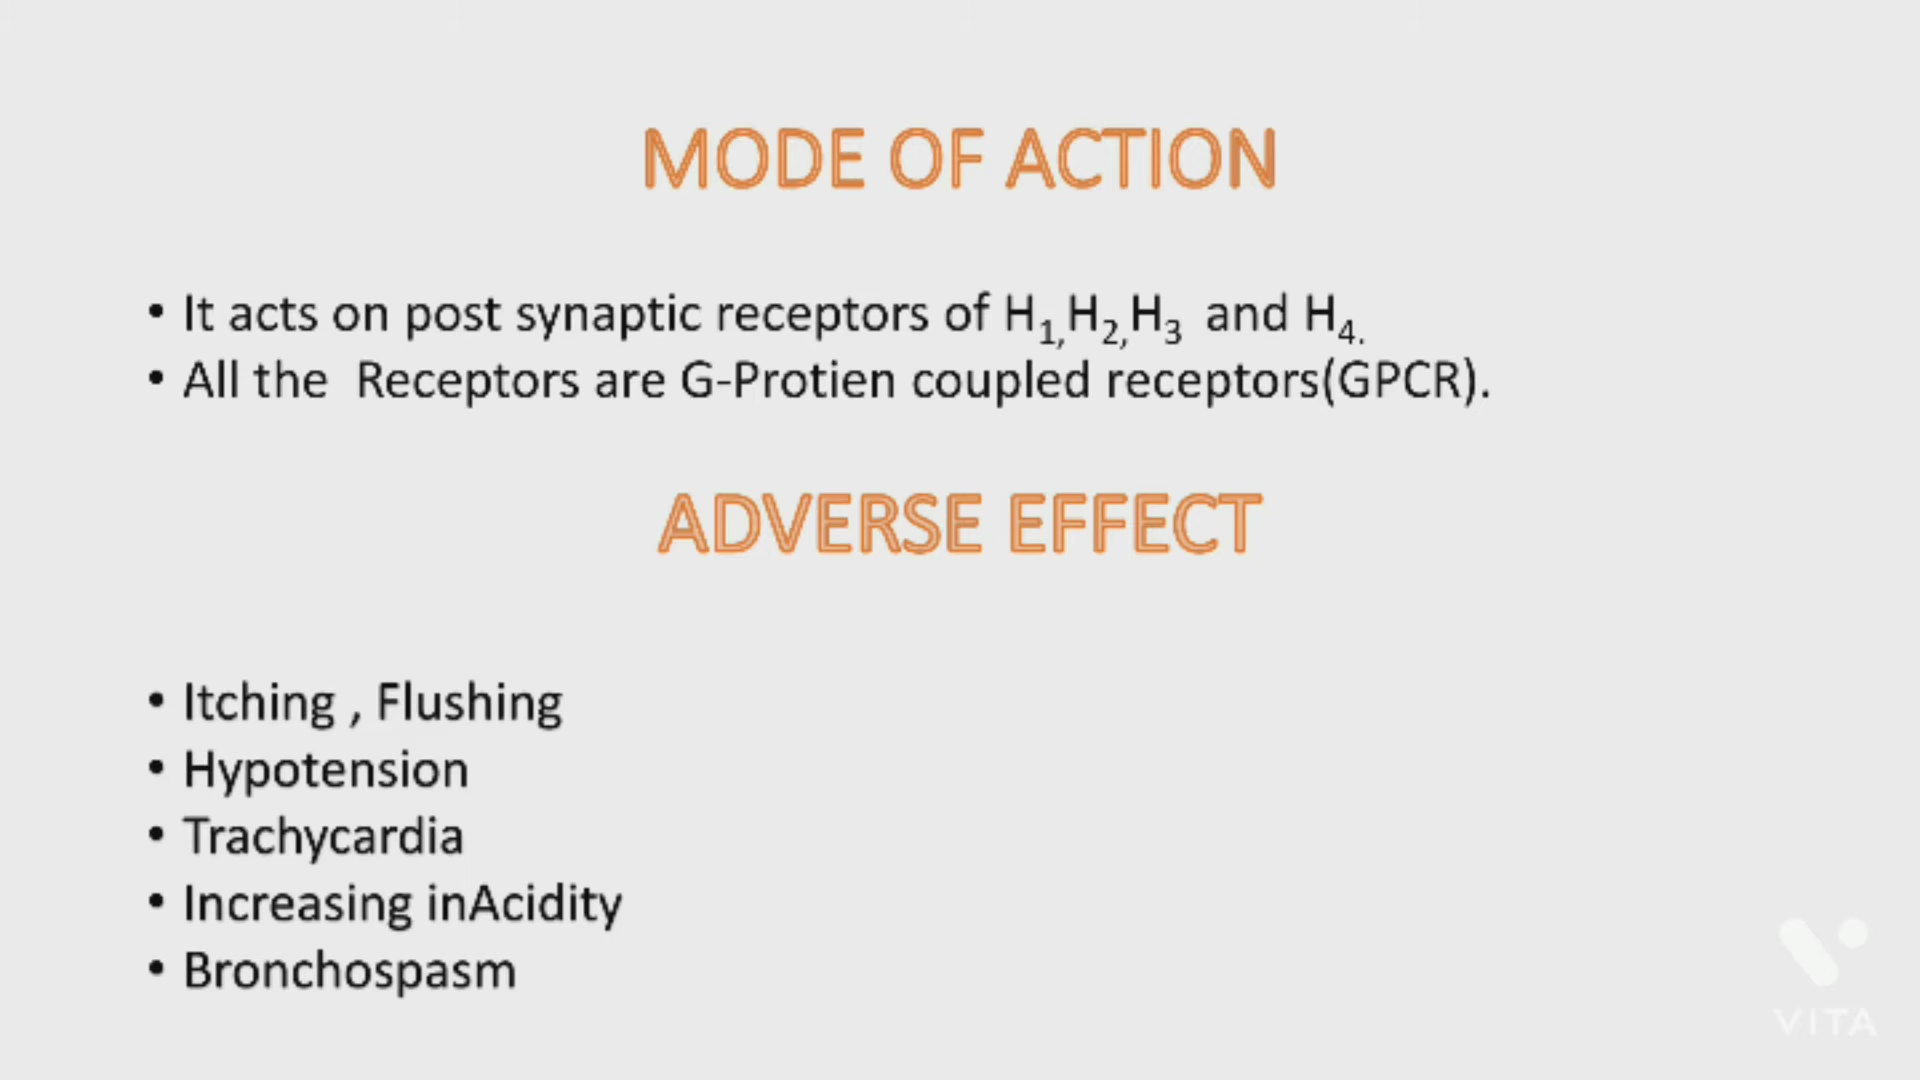 MODE OF ACTION
• It acts on post synaptic receptors of H₁,H₂,H₃ and H₄.
• All the Receptors are G-Protien coupled receptors(GPCR).
ADVERSE EFFECT
• Itching , Flushing
• Hypotension
• Trachycardia
• Increasing inAcidity
• Bronchospasm
VITA